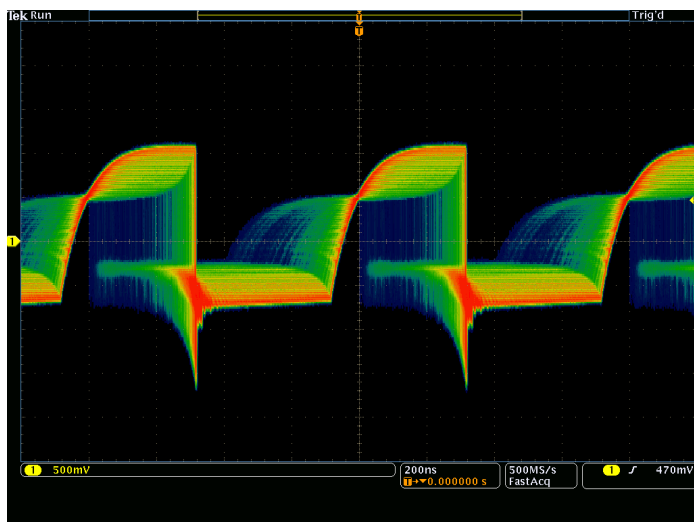 Tek Run
Trig'd
T
T
1
1 500mV
200ns
T→▼0.000000 s
500MS/s
FastAcq
1 ʃ 470mV